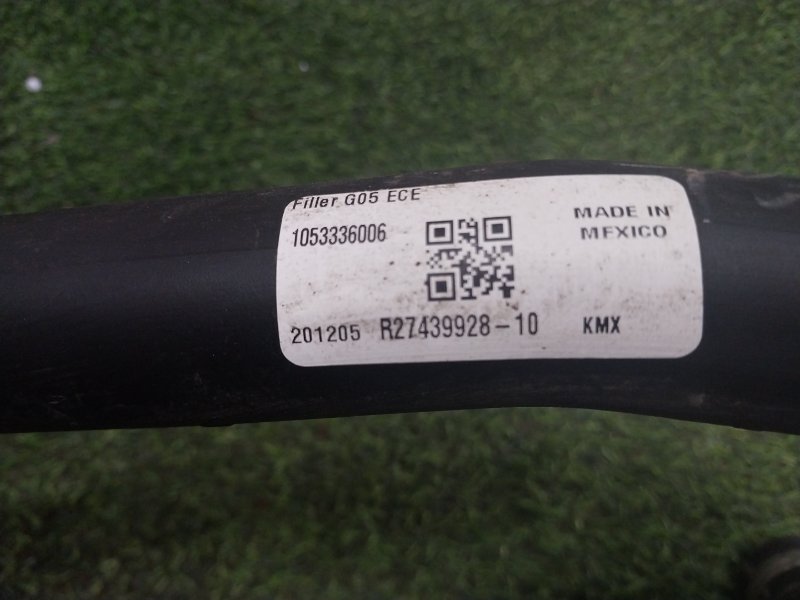 Filler G05 ECE
1053336006
MADE IN
MEXICO
201205 R27439928-10 KMX